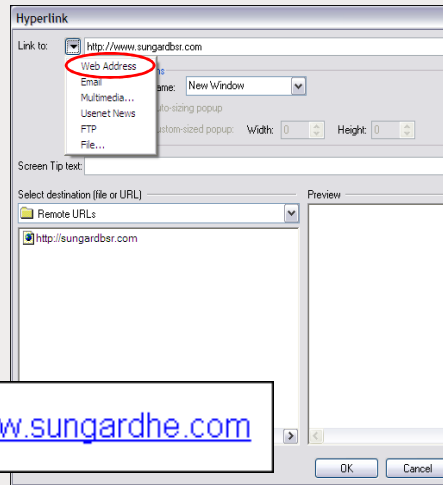 Hyperlink
Link to: http://www.sungardbsr.com
Web Address
Email
Multimedia...
Usenet News
FTP
File...
ame: New Window
uto-sizing popup
ustom-sized popup: Width: 0 Height: 0
Screen Tip text:
Select destination (file or URL) Preview
Remote URLs
http://sungardbsr.com
w.sungardhe.com
OK Cancel